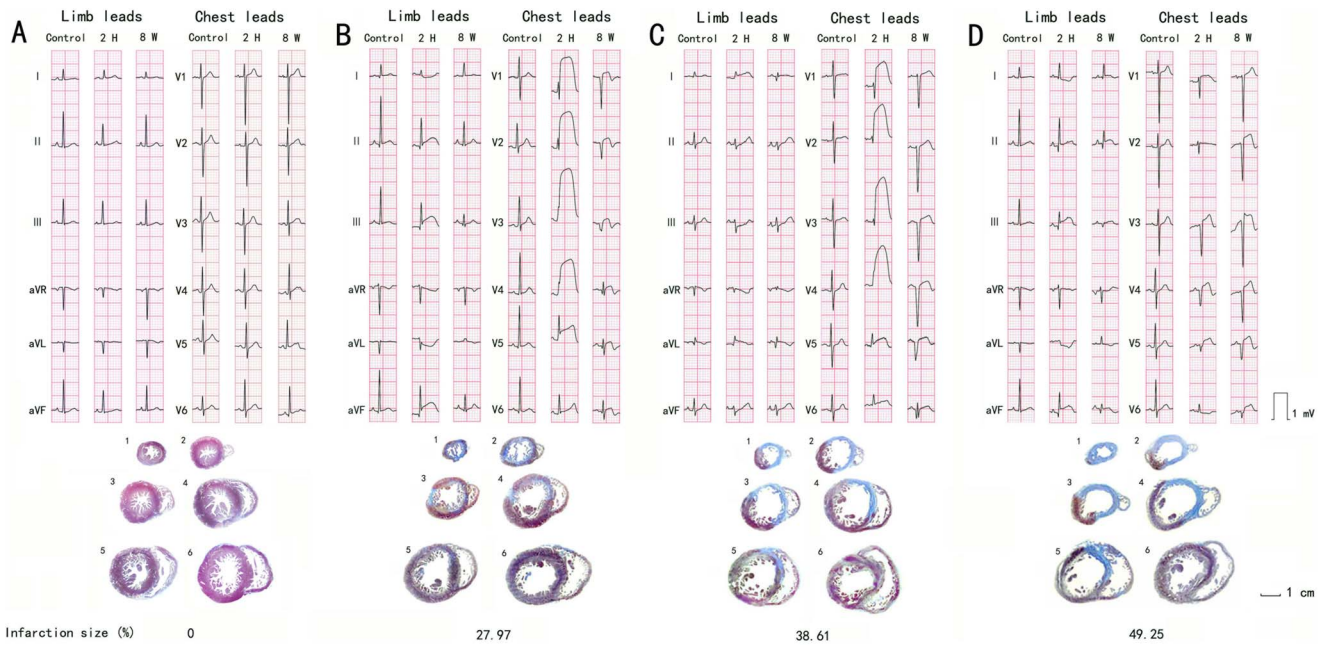 A
Limb leads Chest leads
Control 2 H 8 W Control 2 H 8 W
I V1
II V2
III V3
aVR V4
aVL V5
aVF V6
1 2
3 4
5 6
B
Limb leads Chest leads
Control 2 H 8 W Control 2 H 8 W
I V1
II V2
III V3
aVR V4
aVL V5
aVF V6
1 2
3 4
5 6
C
Limb leads Chest leads
Control 2 H 8 W Control 2 H 8 W
I V1
II V2
III V3
aVR V4
aVL V5
aVF V6
1 2
3 4
5 6
D
Limb leads Chest leads
Control 2 H 8 W Control 2 H 8 W
I V1
II V2
III V3
aVR V4
aVL V5
aVF V6
1 mV
1 2
3 4
5 6
1 cm
Infarction size (%) 0 27.97 38.61 49.25